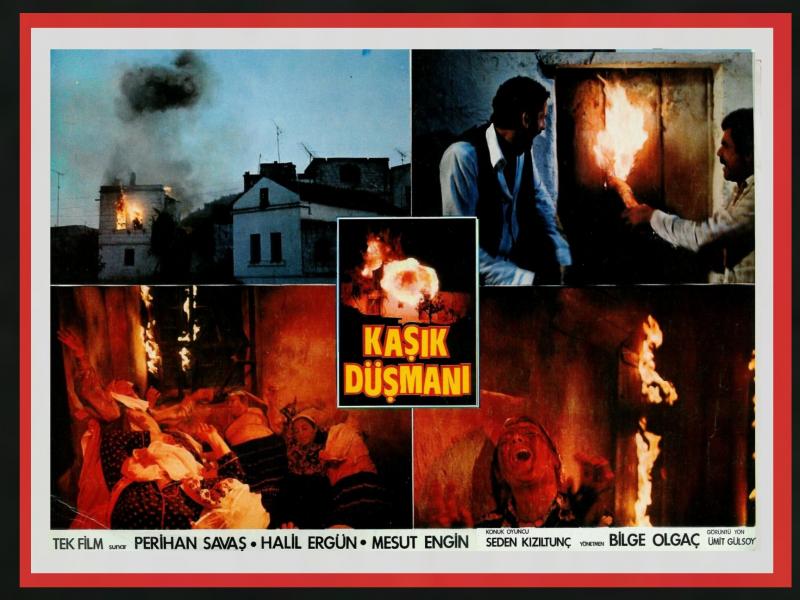 KAŞIK
DÜŞMANI
TEK FİLM sunar PERİHAN SAVAŞ • HALİL ERGÜN • MESUT ENGİN
KONUK OYUNCU
SEDEN KIZILTUNÇ
YÖNETMEN BİLGE OLGAÇ
GÖRÜNTÜ YÖN
ÜMİT GÜLSOY